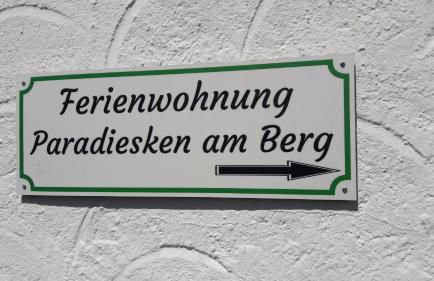 Ferienwohnung
Paradiesken am Berg